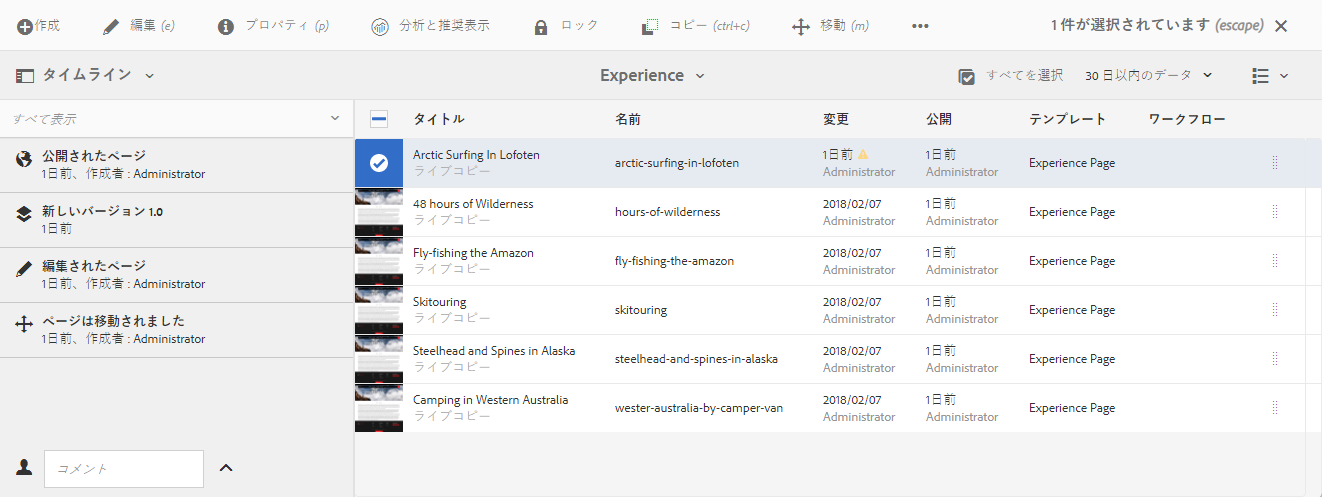 作成 編集 (e) プロパティ (p) 分析と推奨表示 ロック コピー (ctrl+c) 移動 (m) ••• 1 件が選択されています (escape)
タイムライン Experience すべてを選択 30 日以内のデータ
すべて表示
公開されたページ
1日前、作成者 : Administrator
新しいバージョン 1.0
1日前
編集されたページ
1日前、作成者 : Administrator
ページは移動されました
1日前、作成者 : Administrator
コメント
タイトル 名前 変更 公開 テンプレート ワークフロー
Arctic Surfing In Lofoten arctic-surfing-in-lofoten 1日前 1日前 Experience Page
ライブコピー Administrator Administrator
48 hours of Wilderness hours-of-wilderness 2018/02/07 1日前 Experience Page
ライブコピー Administrator Administrator
Fly-fishing the Amazon fly-fishing-the-amazon 2018/02/07 1日前 Experience Page
ライブコピー Administrator Administrator
Skitouring skitouring 2018/02/07 1日前 Experience Page
ライブコピー Administrator Administrator
Steelhead and Spines in Alaska steelhead-and-spines-in-alaska 2018/02/07 1日前 Experience Page
ライブコピー Administrator Administrator
Camping in Western Australia wester-australia-by-camper-van 2018/02/07 1日前 Experience Page
ライブコピー Administrator Administrator